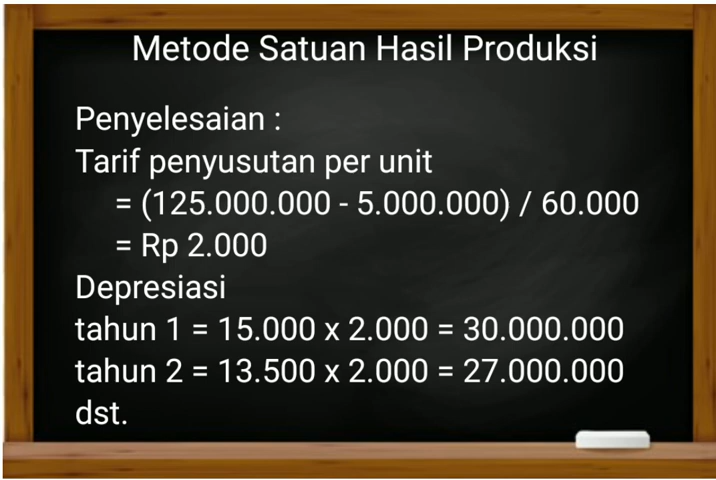 Metode Satuan Hasil Produksi
Penyelesaian :
Tarif penyusutan per unit
= (125.000.000 - 5.000.000) / 60.000
= Rp 2.000
Depresiasi
tahun 1 = 15.000 x 2.000 = 30.000.000
tahun 2 = 13.500 x 2.000 = 27.000.000
dst.